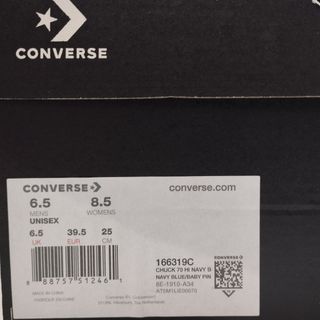 CONVERSE
CONVERSE
converse.com
6.5 8.5
MENS WOMENS
UNISEX
6.5 39.5 25
UK EUR CM
166319C
CHUCK 70 HI NAVY B
NAVY BLUE/BABY PIN
MADE IN CHINA